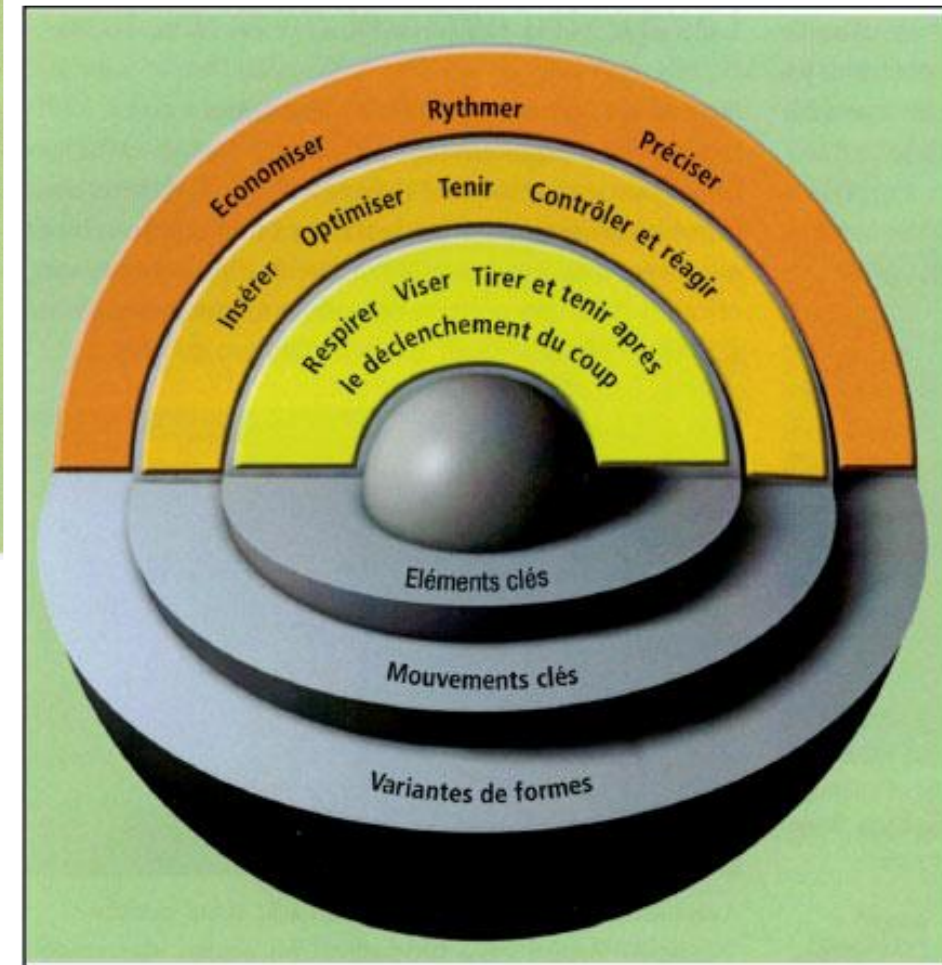 Economiser Rythmer Préciser
Insérer Optimiser Tenir Contrôler et réagir
Respirer Viser Tirer et tenir après
le déclenchement du coup
Eléments clés
Mouvements clés
Variantes de formes